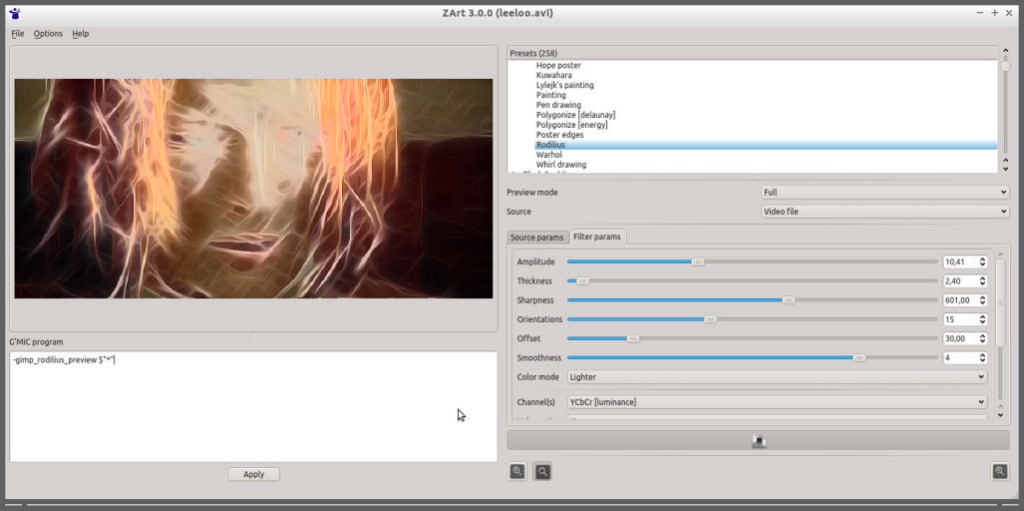 ZArt 3.0.0 (leeloo.avi)
File Options Help
Presets (258)
Hope poster
Kuwahara
Lylejk's painting
Painting
Pen drawing
Polygonize [delaunay]
Polygonize [energy]
Poster edges
Rodilius
Warhol
Whirl drawing
Preview mode Full
Source Video file
Source params Filter params
Amplitude 10,41
Thickness 2,40
Sharpness 601,00
Orientations 15
Offset 30,00
Smoothness 4
Color mode Lighter
Channel(s) YCbCr [luminance]
G'MIC program
-gimp_rodilius_preview $"*"
Apply